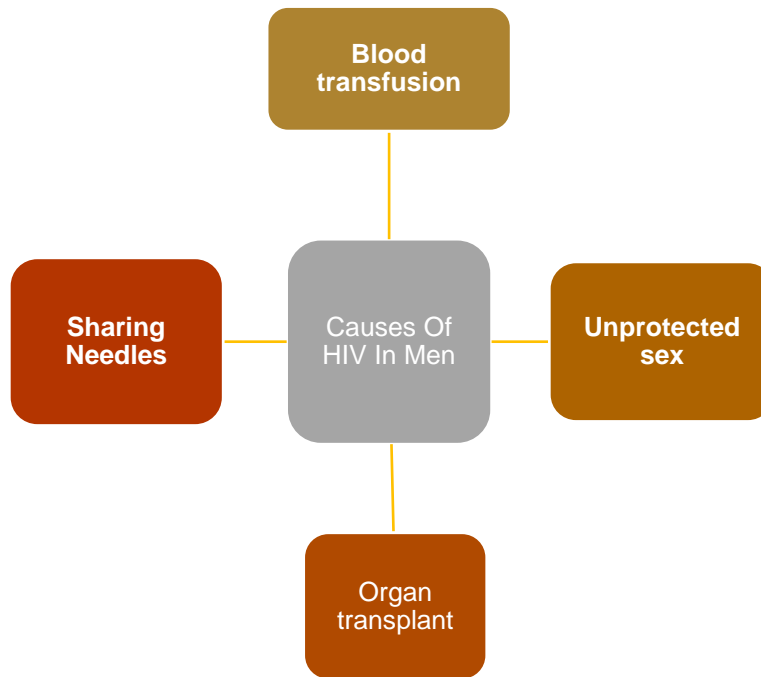 Blood
transfusion
Sharing
Needles
Causes Of
HIV In Men
Unprotected
sex
Organ
transplant